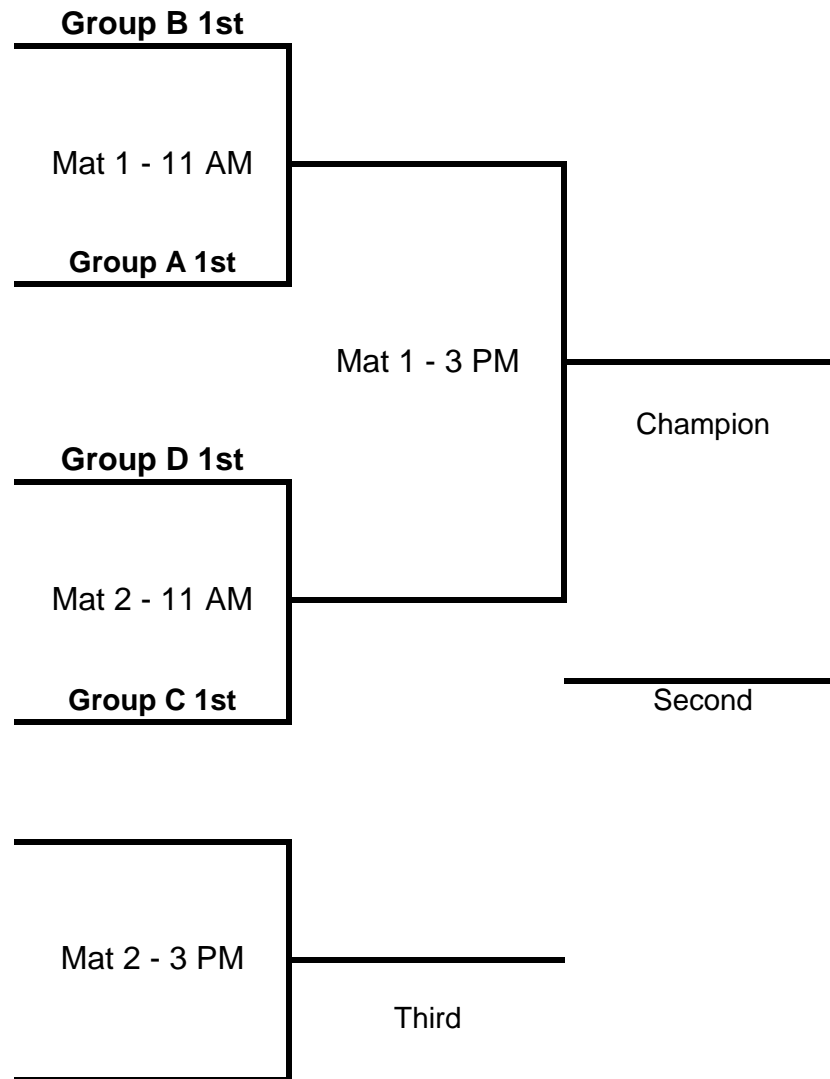 Group B 1st
Mat 1 - 11 AM
Group A 1st
Mat 1 - 3 PM
Champion
Group D 1st
Mat 2 - 11 AM
Group C 1st
Second
Mat 2 - 3 PM
Third